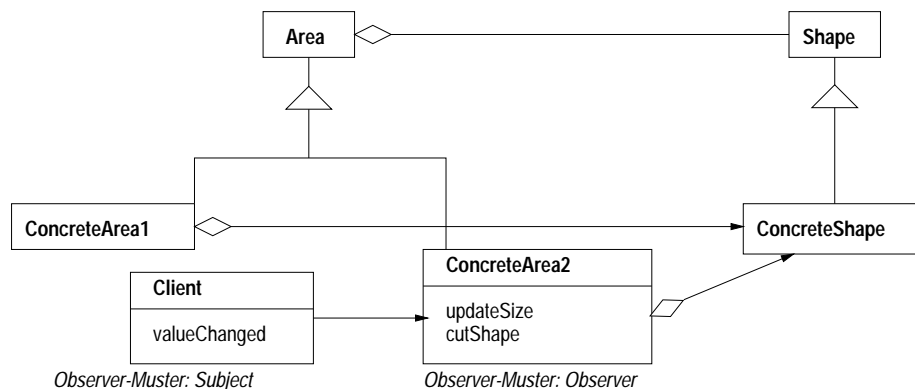 Area
Shape
ConcreteArea1
ConcreteShape
ConcreteArea2
updateSize
cutShape
Client
valueChanged
Observer-Muster: Subject
Observer-Muster: Observer